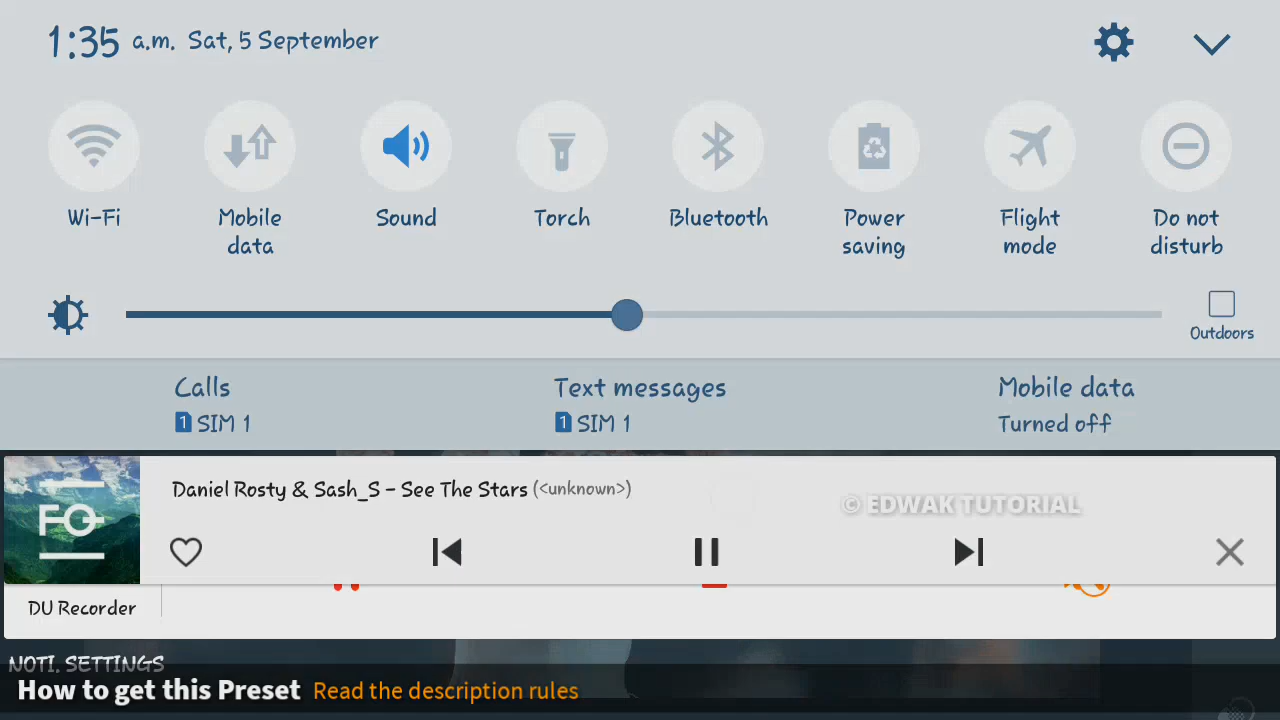 1:35 a.m. Sat, 5 September
Wi-Fi
Mobile data
Sound
Torch
Bluetooth
Power saving
Flight mode
Do not disturb
Outdoors
Calls
1 SIM 1
Text messages
1 SIM 1
Mobile data
Turned off
Daniel Rosty & Sash_S - See The Stars (<unknown>)
© EDWAK TUTORIAL
FO
DU Recorder
NOTI. SETTINGS
How to get this Preset Read the description rules